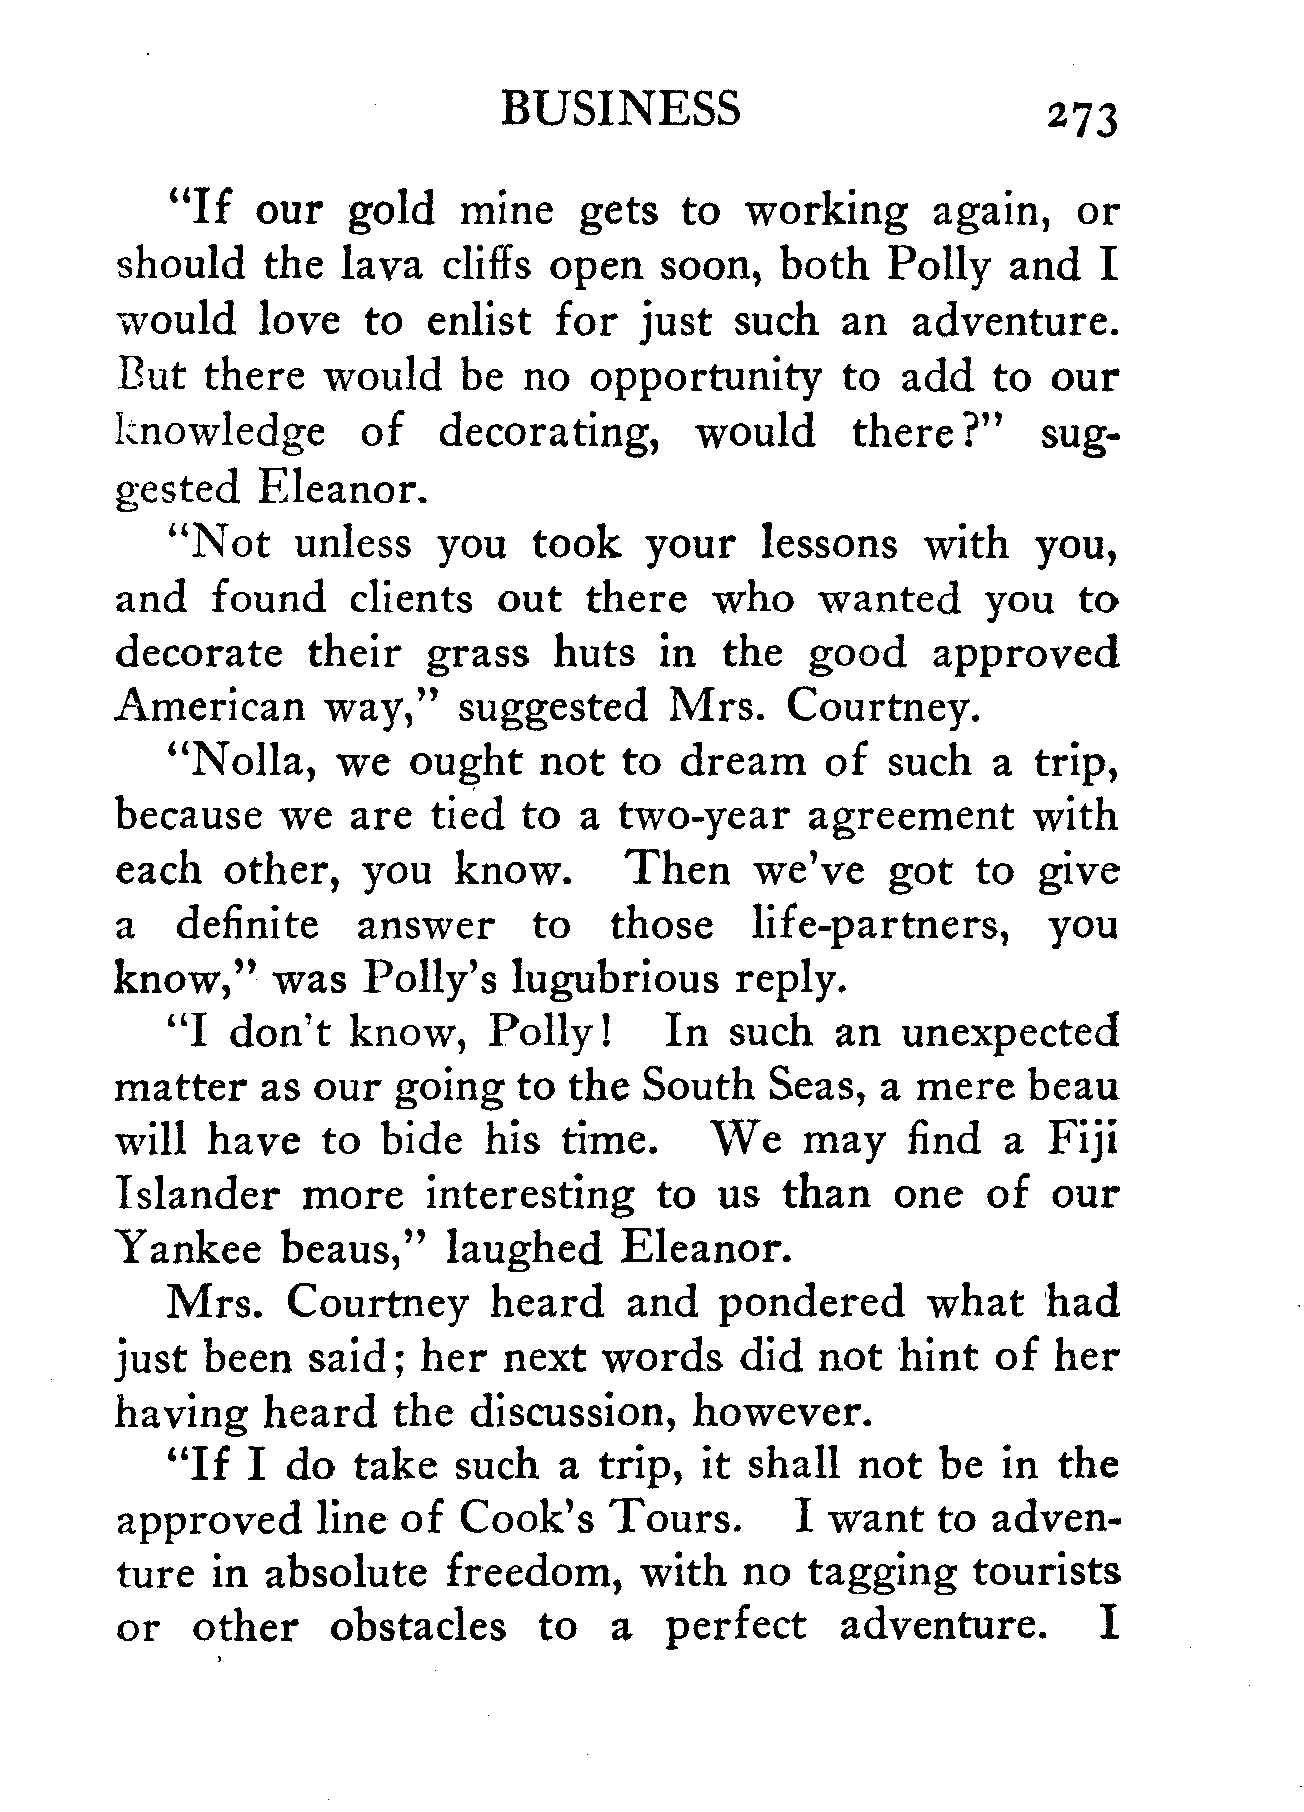 BUSINESS 273
“If our gold mine gets to working again, or
should the lava cliffs open soon, both Polly and I
would love to enlist for just such an adventure.
But there would be no opportunity to add to our
knowledge of decorating, would there?” sug-
gested Eleanor.
“Not unless you took your lessons with you,
and found clients out there who wanted you to
decorate their grass huts in the good approved
American way,” suggested Mrs. Courtney.
“Nolla, we ought not to dream of such a trip,
because we are tied to a two-year agreement with
each other, you know. Then we’ve got to give
a definite answer to those life-partners, you
know,” was Polly’s lugubrious reply.
“I don’t know, Polly! In such an unexpected
matter as our going to the South Seas, a mere beau
will have to bide his time. We may find a Fiji
Islander more interesting to us than one of our
Yankee beaus,” laughed Eleanor.
Mrs. Courtney heard and pondered what had
just been said; her next words did not hint of her
having heard the discussion, however.
“If I do take such a trip, it shall not be in the
approved line of Cook’s Tours. I want to adven-
ture in absolute freedom, with no tagging tourists
or other obstacles to a perfect adventure. I